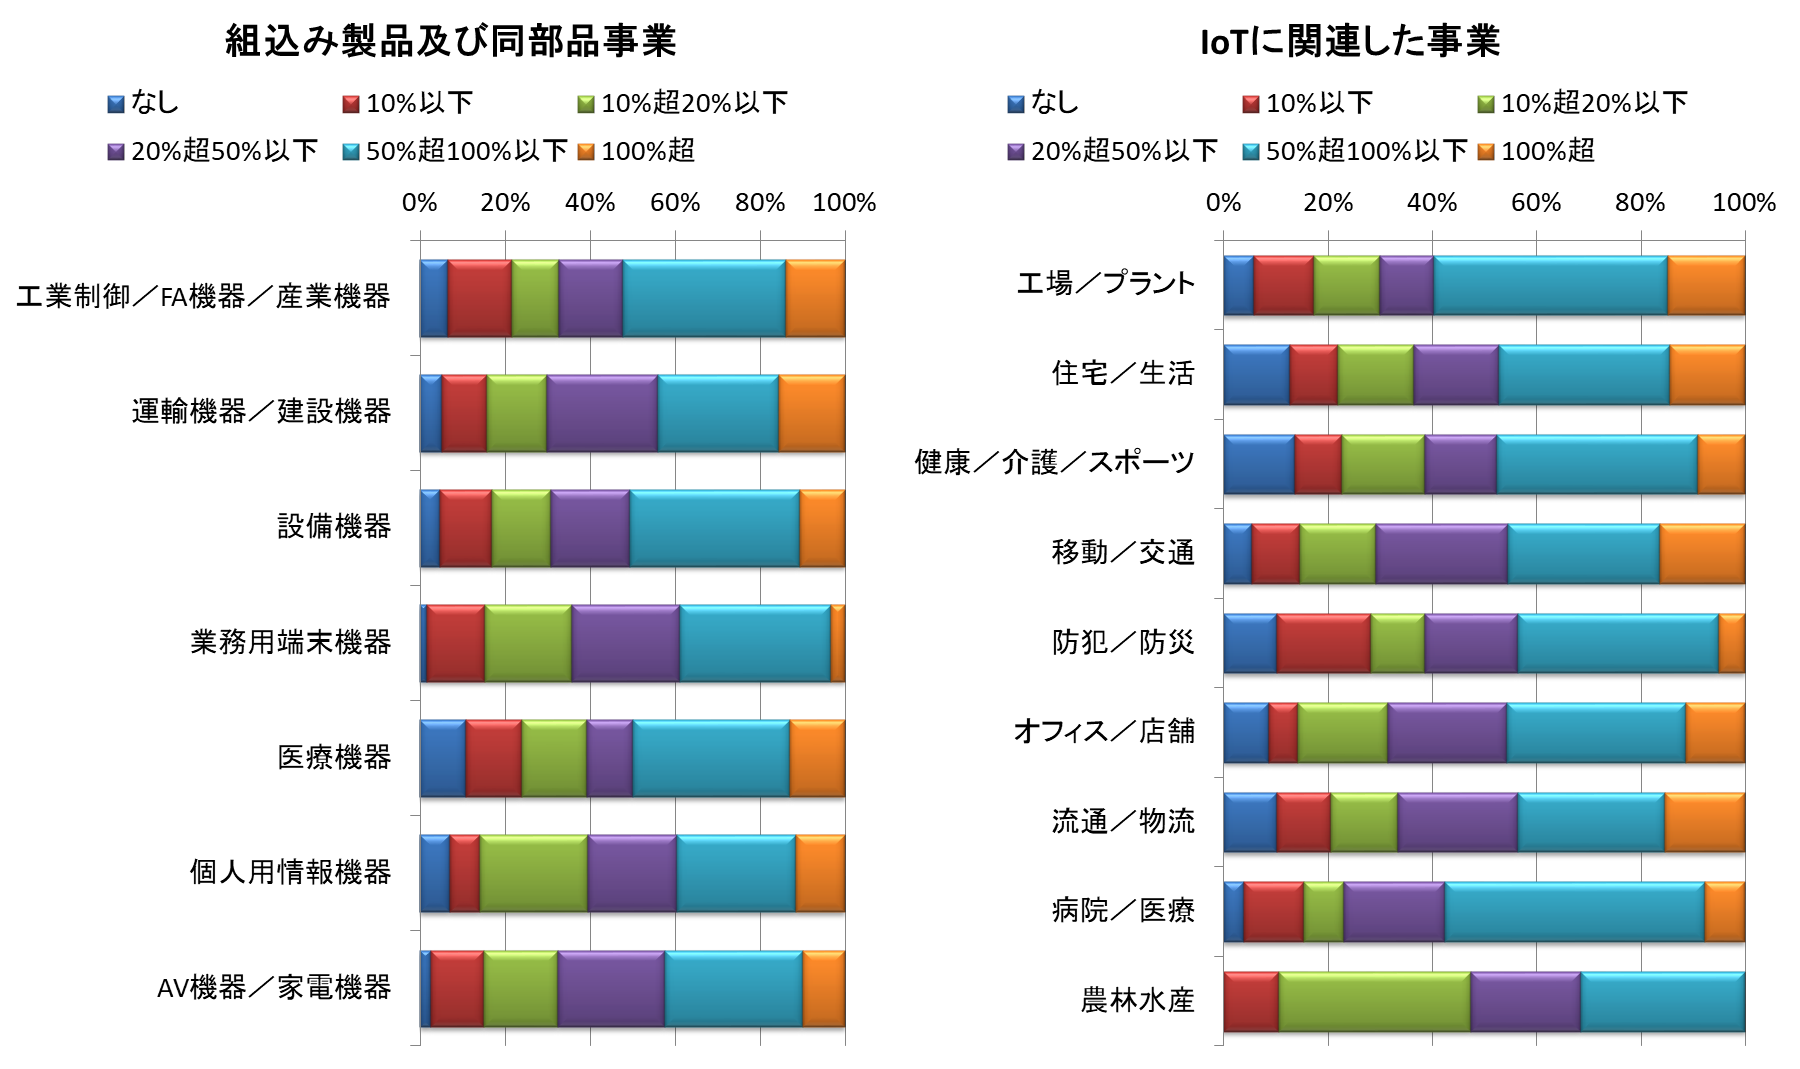 組込み製品及び同部品事業
なし 10%以下 10%超20%以下
20%超50%以下 50%超100%以下 100%超
0% 20% 40% 60% 80% 100%
工業制御／FA機器／産業機器
運輸機器／建設機器
設備機器
業務用端末機器
医療機器
個人用情報機器
AV機器／家電機器
IoTに関連した事業
なし 10%以下 10%超20%以下
20%超50%以下 50%超100%以下 100%超
0% 20% 40% 60% 80% 100%
工場／プラント
住宅／生活
健康／介護／スポーツ
移動／交通
防犯／防災
オフィス／店舗
流通／物流
病院／医療
農林水産